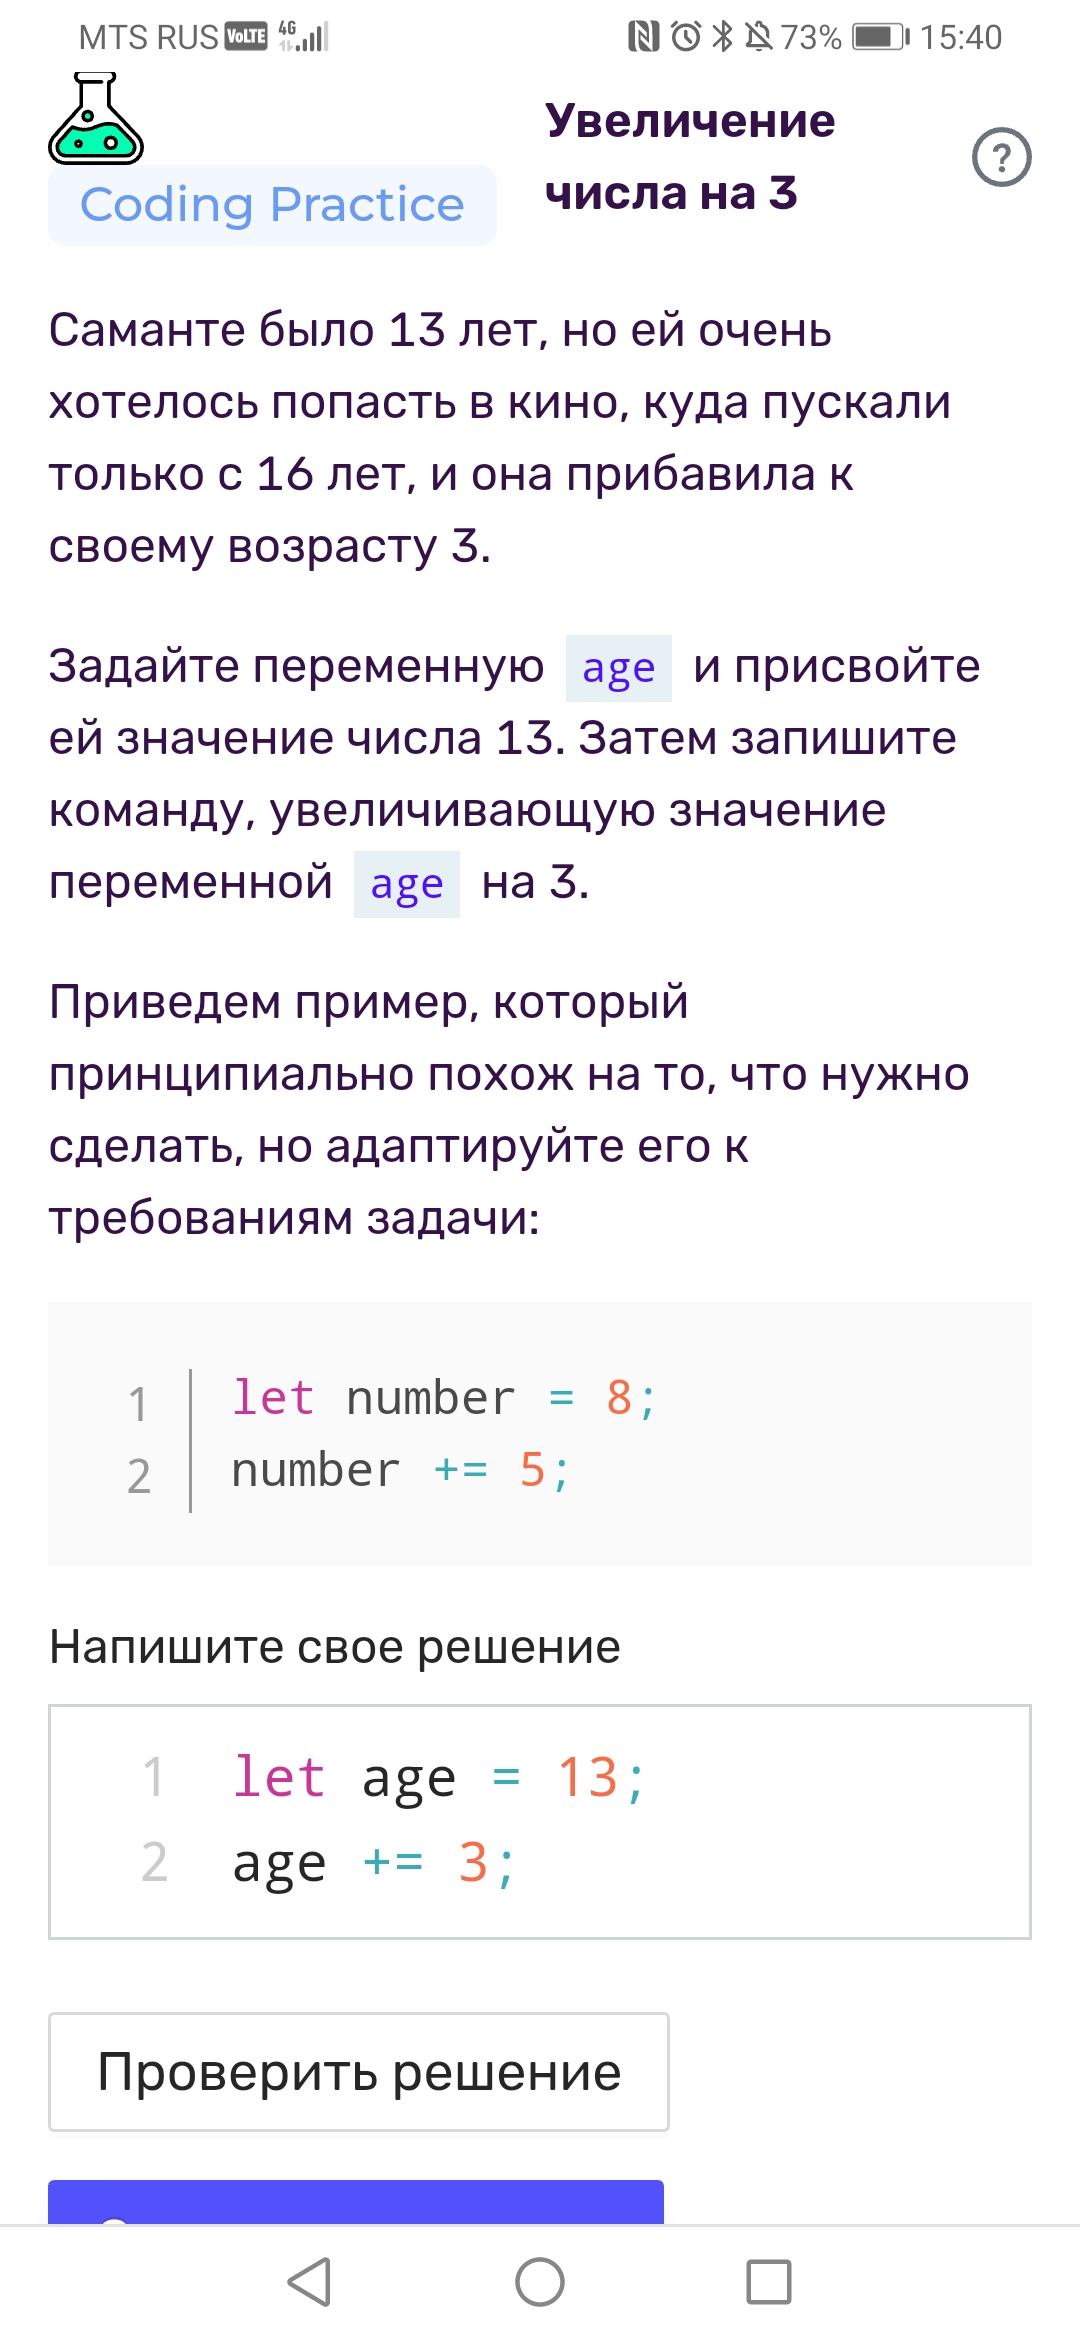 MTS RUS VoLTE 4G 73% 15:40
Увеличение
числа на 3
?
Coding Practice
Саманте было 13 лет, но ей очень
хотелось попасть в кино, куда пускали
только с 16 лет, и она прибавила к
своему возрасту 3.
Задайте переменную age и присвойте
ей значение числа 13. Затем запишите
команду, увеличивающую значение
переменной age на 3.
Приведем пример, который
принципиально похож на то, что нужно
сделать, но адаптируйте его к
требованиям задачи:
1 let number = 8;
2 number += 5;
Напишите свое решение
1 let age = 13;
2 age += 3;
Проверить решение